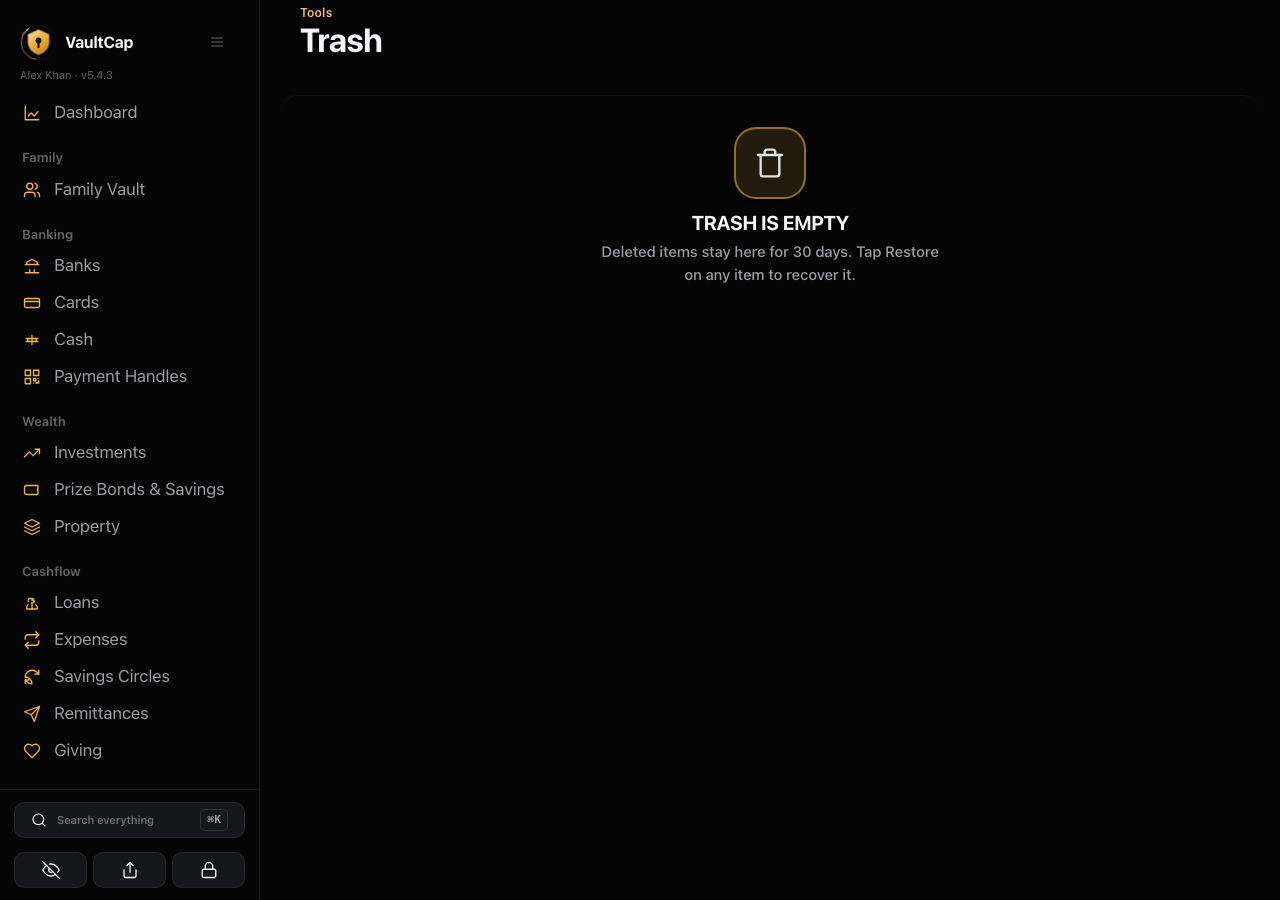 VaultCap
Alex Khan · v5.4.3
Dashboard
Family
Family Vault
Banking
Banks
Cards
Cash
Payment Handles
Wealth
Investments
Prize Bonds & Savings
Property
Cashflow
Loans
Expenses
Savings Circles
Remittances
Giving
Search everything
⌘K
Tools
Trash
TRASH IS EMPTY
Deleted items stay here for 30 days. Tap Restore
on any item to recover it.